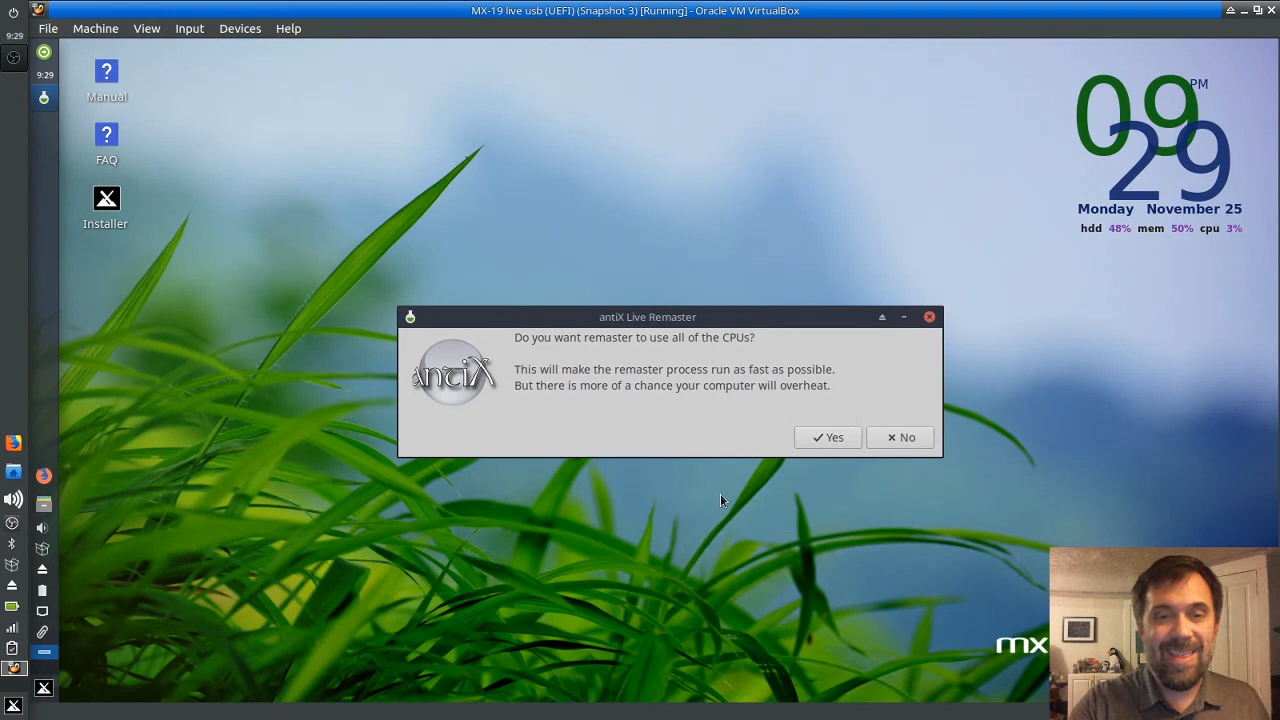 MX-19 live usb (UEFI) (Snapshot 3) [Running] - Oracle VM VirtualBox
9:29
File Machine View Input Devices Help
9:29
Manual
FAQ
Installer
09 PM
29
Monday November 25
hdd 48% mem 50% cpu 3%
antiX Live Remaster
antiX
Do you want remaster to use all of the CPUs?
This will make the remaster process run as fast as possible.
But there is more of a chance your computer will overheat.
Yes No
mx